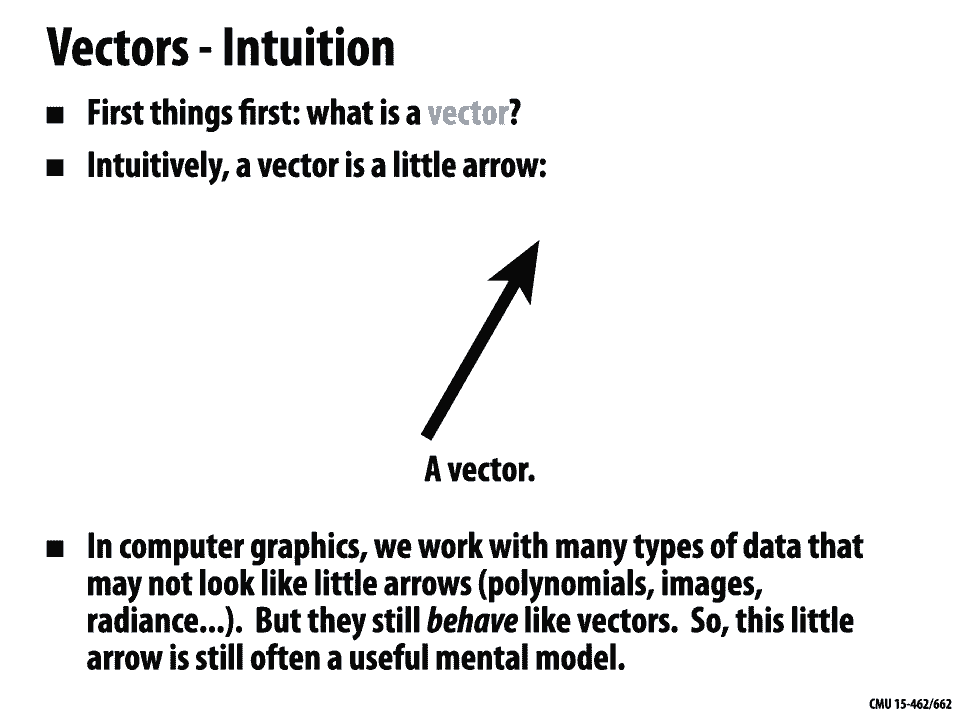 Vectors - Intuition
■ First things first: what is a vector?
■ Intuitively, a vector is a little arrow:
A vector.
■ In computer graphics, we work with many types of data that
may not look like little arrows (polynomials, images,
radiance...). But they still behave like vectors. So, this little
arrow is still often a useful mental model.
CMU 15-462/662